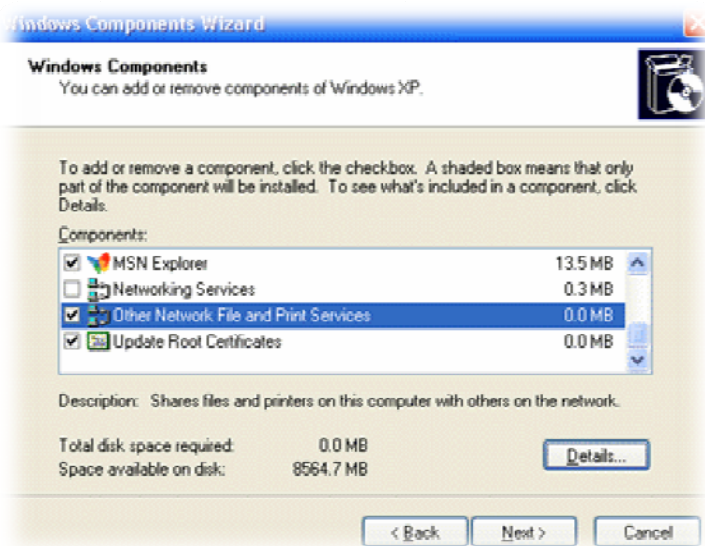 Windows Components Wizard
Windows Components
You can add or remove components of Windows XP.
To add or remove a component, click the checkbox. A shaded box means that only
part of the component will be installed. To see what's included in a component, click
Details.
Components:
MSN Explorer 13.5 MB
Networking Services 0.3 MB
Other Network File and Print Services 0.0 MB
Update Root Certificates 0.0 MB
Description: Shares files and printers on this computer with others on the network.
Total disk space required: 0.0 MB
Space available on disk: 8564.7 MB
Details...
< Back Next > Cancel